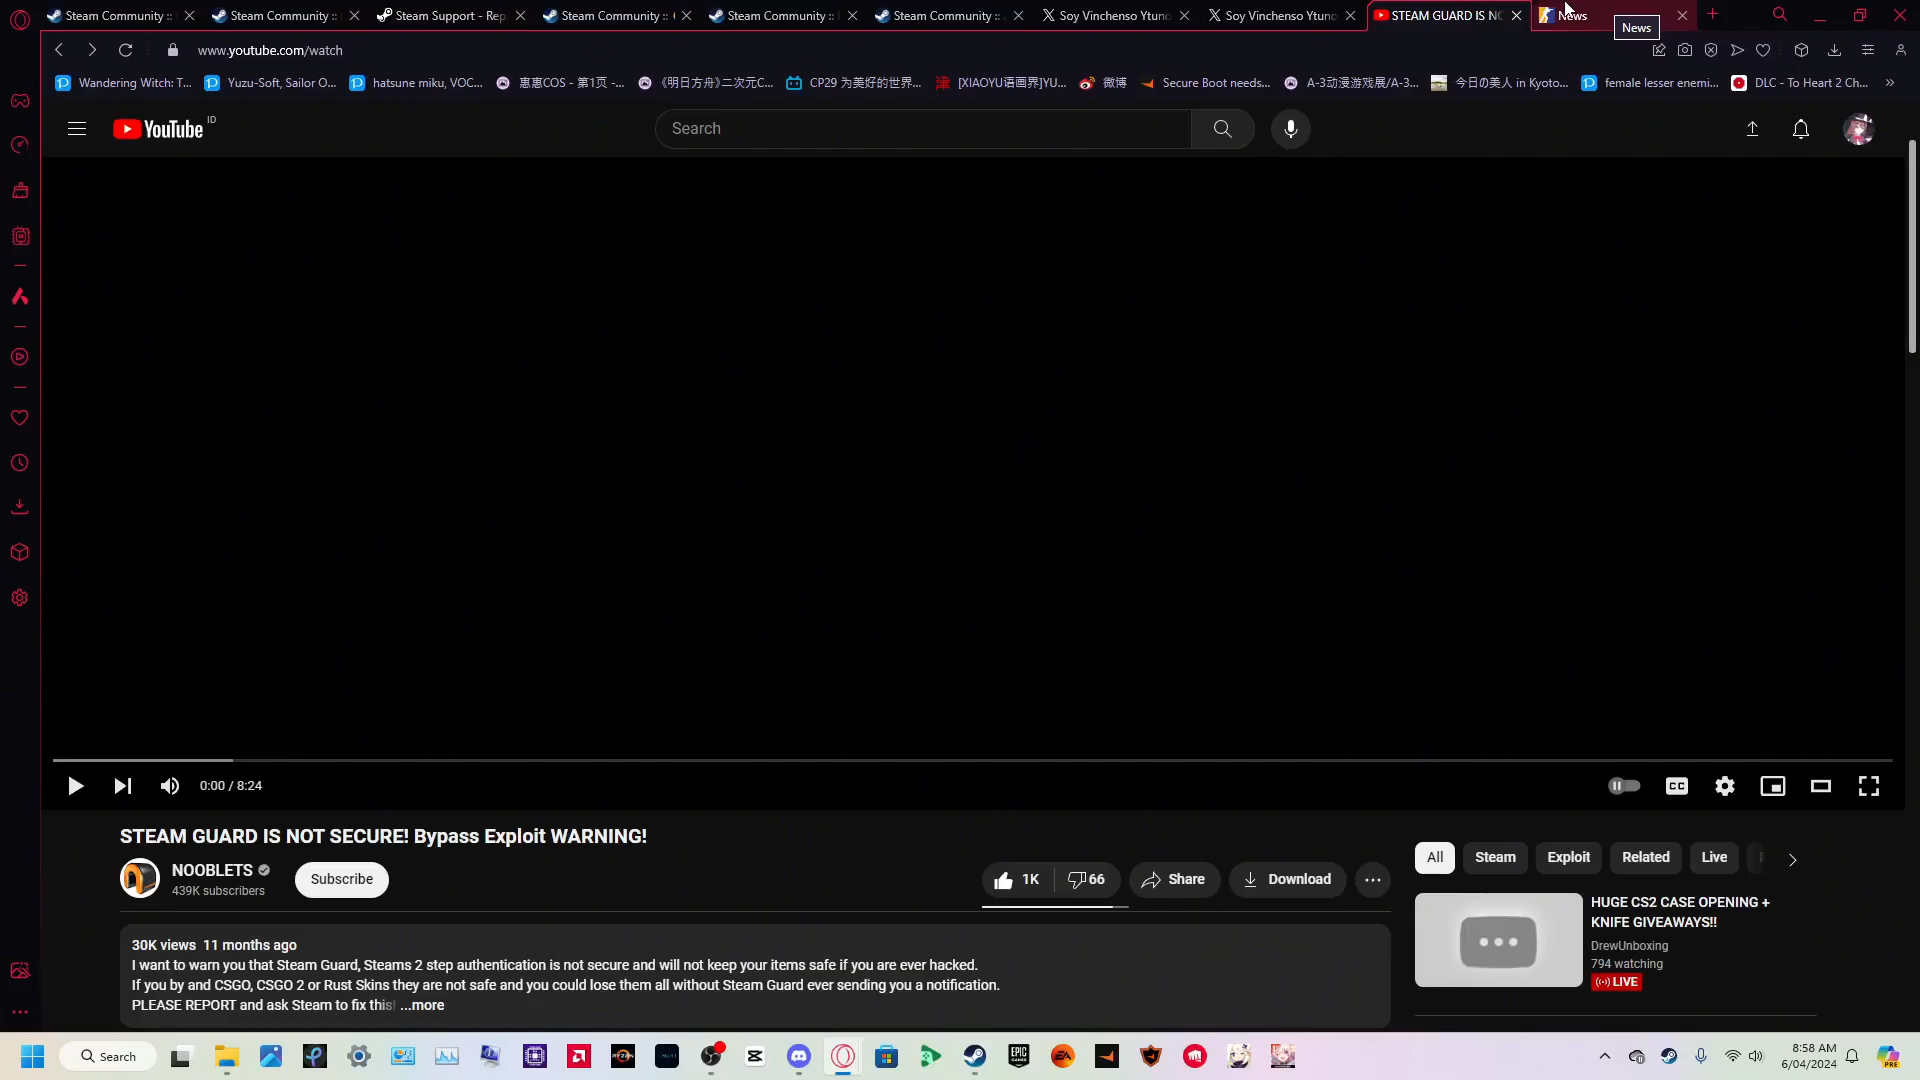 Steam Community ::
Steam Community ::
Steam Support - Rep
Steam Community ::
Steam Community ::
Steam Community ::
Soy Vinchenso Ytuno
Soy Vinchenso Ytuno
STEAM GUARD IS NO
News
News
www.youtube.com/watch
Wandering Witch: T...
Yuzu-Soft, Sailor O...
hatsune miku, VOC...
惠惠COS - 第1页 -...
《明日方舟》二次元C...
CP29 为美好的世界...
[XIAOYU语画界]YU...
微博
Secure Boot needs...
A-3动漫游戏展/A-3...
今日の美人 in Kyoto...
female lesser enemi...
DLC - To Heart 2 Ch...
YouTube ID
Search
0:00 / 8:24
CC
STEAM GUARD IS NOT SECURE! Bypass Exploit WARNING!
NOOBLETS
439K subscribers
Subscribe
1K
66
Share
Download
All
Steam
Exploit
Related
Live
30K views 11 months ago
I want to warn you that Steam Guard, Steams 2 step authentication is not secure and will not keep your items safe if you are ever hacked.
If you by and CSGO, CSGO 2 or Rust Skins they are not safe and you could lose them all without Steam Guard ever sending you a notification.
PLEASE REPORT and ask Steam to fix this! ...more
HUGE CS2 CASE OPENING +
KNIFE GIVEAWAYS!!
DrewUnboxing
794 watching
LIVE
Search
RYZEN
EPIC GAMES
EA
8:58 AM
6/04/2024
PRE